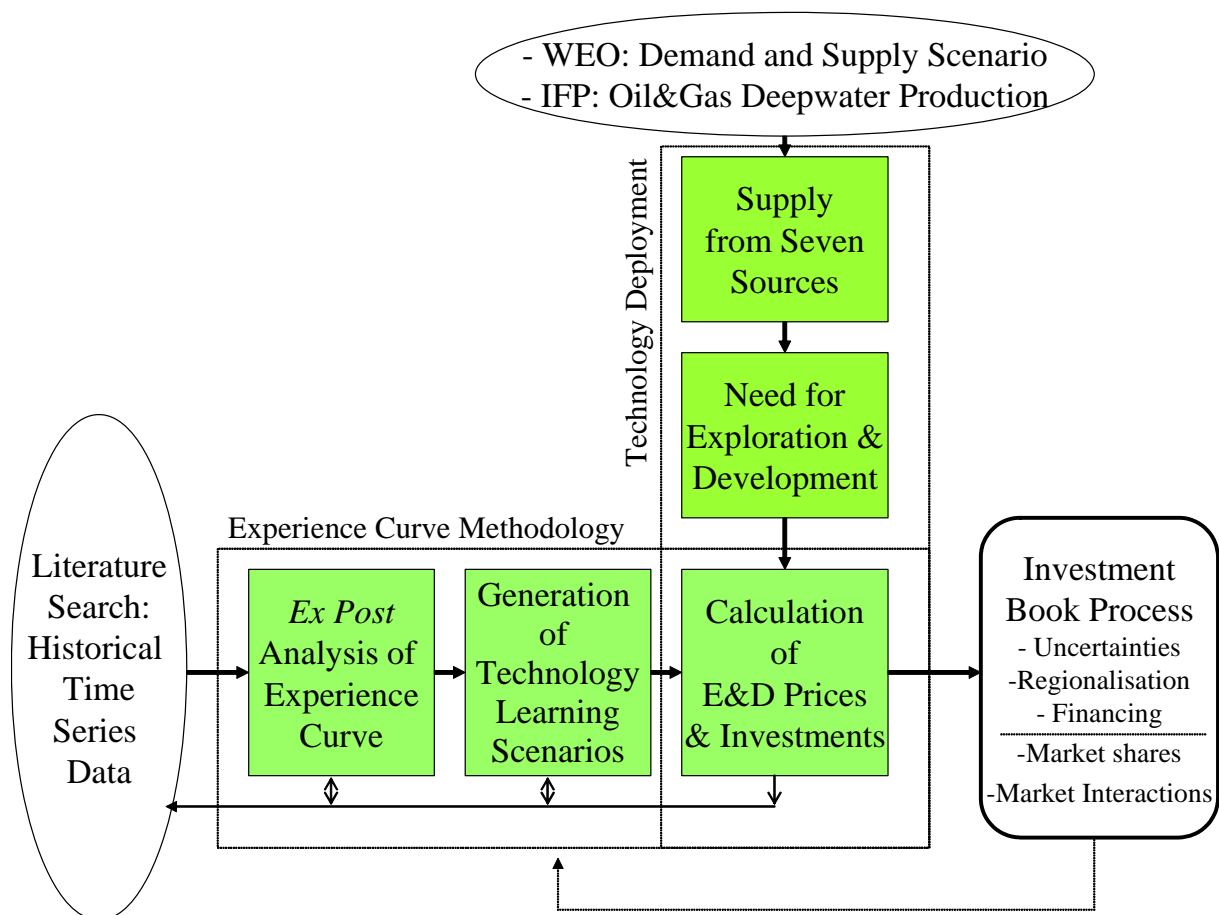 - WEO: Demand and Supply Scenario
- IFP: Oil&Gas Deepwater Production
Technology Deployment
Supply
from Seven
Sources
Need for
Exploration &
Development
Experience Curve Methodology
Literature
Search:
Historical
Time
Series
Data
Ex Post
Analysis of
Experience
Curve
Generation
of
Technology
Learning
Scenarios
Calculation
of
E&D Prices
& Investments
Investment
Book Process
- Uncertainties
-Regionalisation
- Financing
-Market shares
-Market Interactions